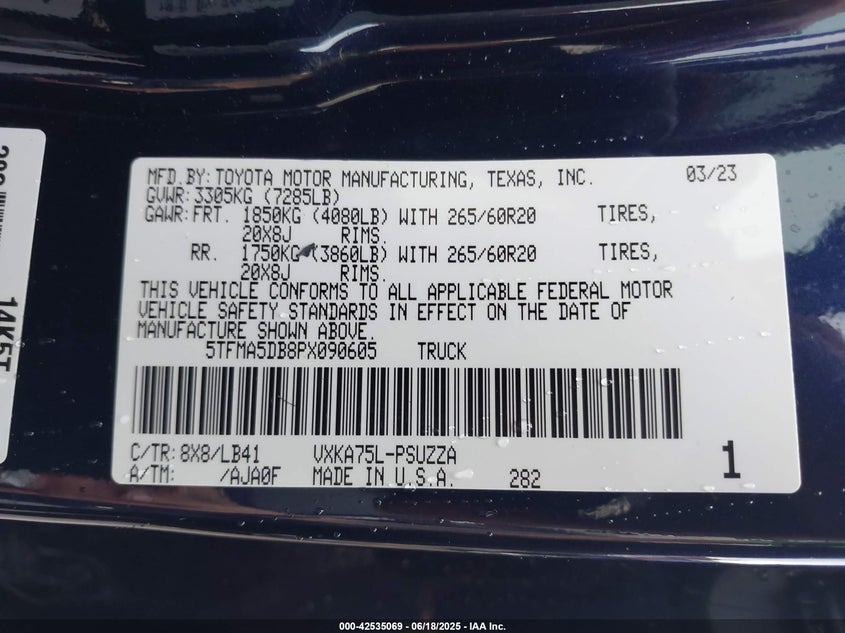 MFD.BY: TOYOTA MOTOR MANUFACTURING, TEXAS, INC. 03/23
GVWR: 3305KG (7285LB)
GAWR: FRT. 1850KG (4080LB) WITH 265/60R20 TIRES,
20X8J RIMS.
RR. 1750KG (3860LB) WITH 265/60R20 TIRES,
20X8J RIMS.
THIS VEHICLE CONFORMS TO ALL APPLICABLE FEDERAL MOTOR
VEHICLE SAFETY STANDARDS IN EFFECT ON THE DATE OF
MANUFACTURE SHOWN ABOVE.
5TFMA5DB8PX090605 TRUCK
C/TR: 8X8/LB41 VXKA75L-PSUZZA
A/TM: /AJA0F MADE IN U.S.A. 282
1
14K5T
000-42535069 | 06/18/2025 - IAA Inc.